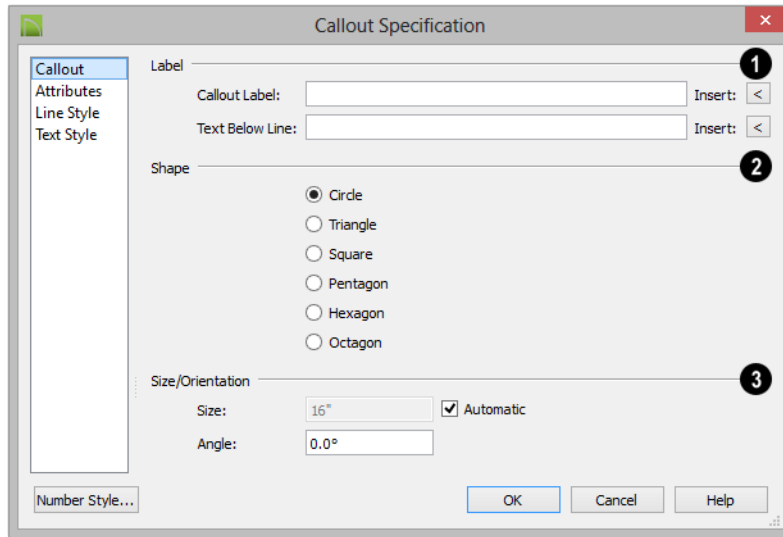 Callout Specification
Callout
Attributes
Line Style
Text Style
Label
1
Callout Label:
Insert: <
Text Below Line:
Insert: <
Shape
2
Circle
Triangle
Square
Pentagon
Hexagon
Octagon
Size/Orientation
3
Size: 16" Automatic
Angle: 0.0°
Number Style... OK Cancel Help